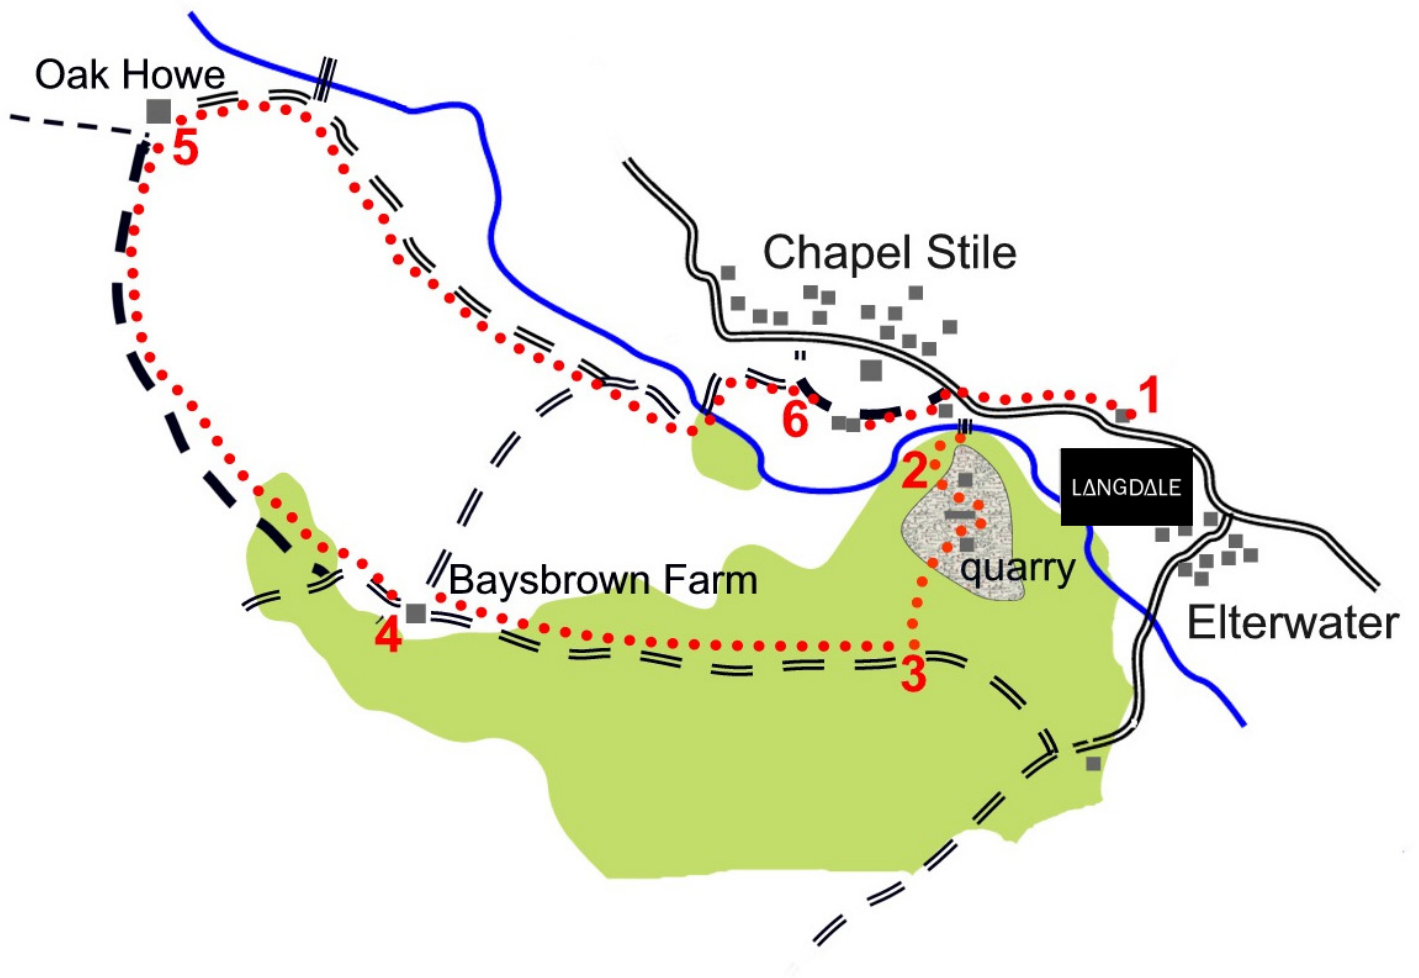 Oak Howe
5
Chapel Stile
1
6
2
LANGDALE
quarry
Baysbrown Farm
4
Elterwater
3